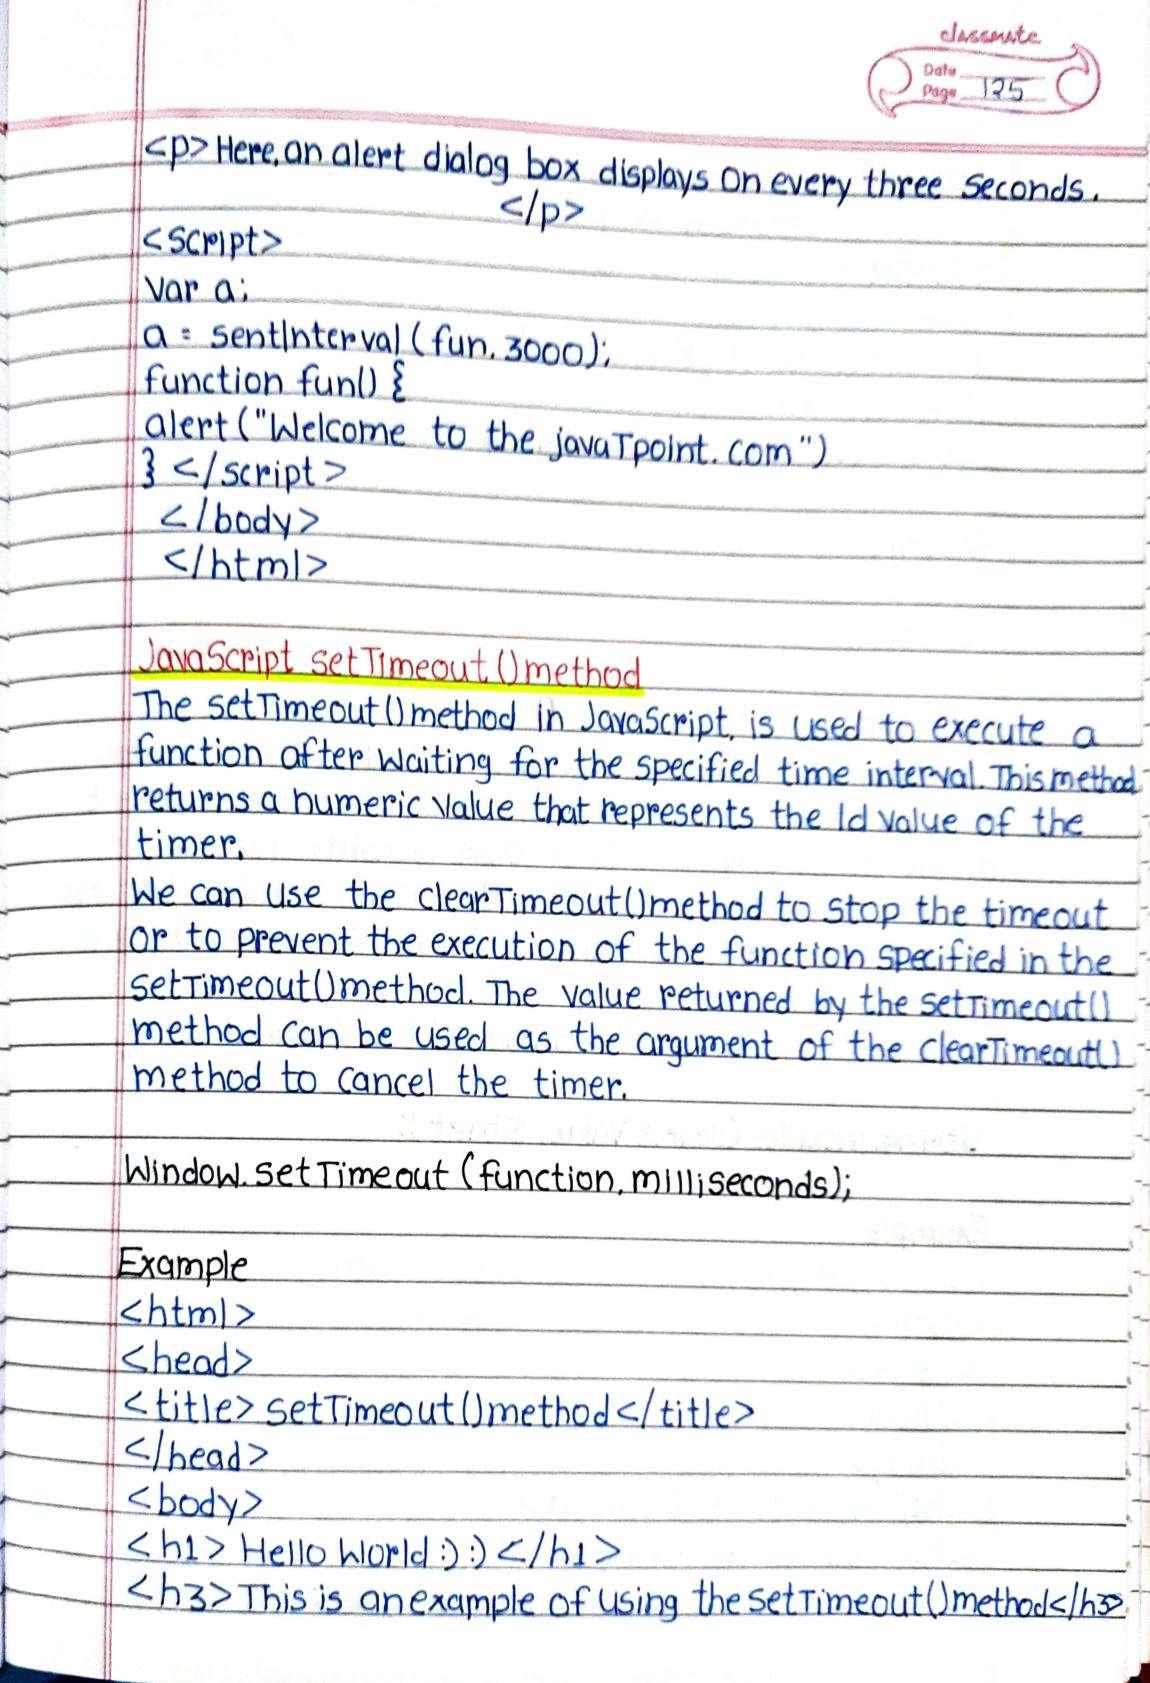 classmate
Date
Page 125
<p> Here, an alert dialog box displays on every three seconds.
</p>
<script>
var a;
a = sentInterval (fun, 3000);
function fun() {
alert ("Welcome to the javaTpoint.com")
} </script>
</body>
</html>
JavaScript setTimeout () method
The setTimeout () method in JavaScript, is used to execute a
function after waiting for the specified time interval. This method
returns a numeric value that represents the Id value of the
timer.
We can use the clearTimeout() method to stop the timeout
or to prevent the execution of the function specified in the
setTimeout() method. The value returned by the setTimeout()
method can be used as the argument of the clearTimeout()
method to cancel the timer.
Window.setTimeout (function, milliseconds);
Example
<html>
<head>
<title> setTimeout () method </title>
</head>
<body>
<h1> Hello World :) :) </h1>
<h3> This is an example of using the setTimeout() method</h3>